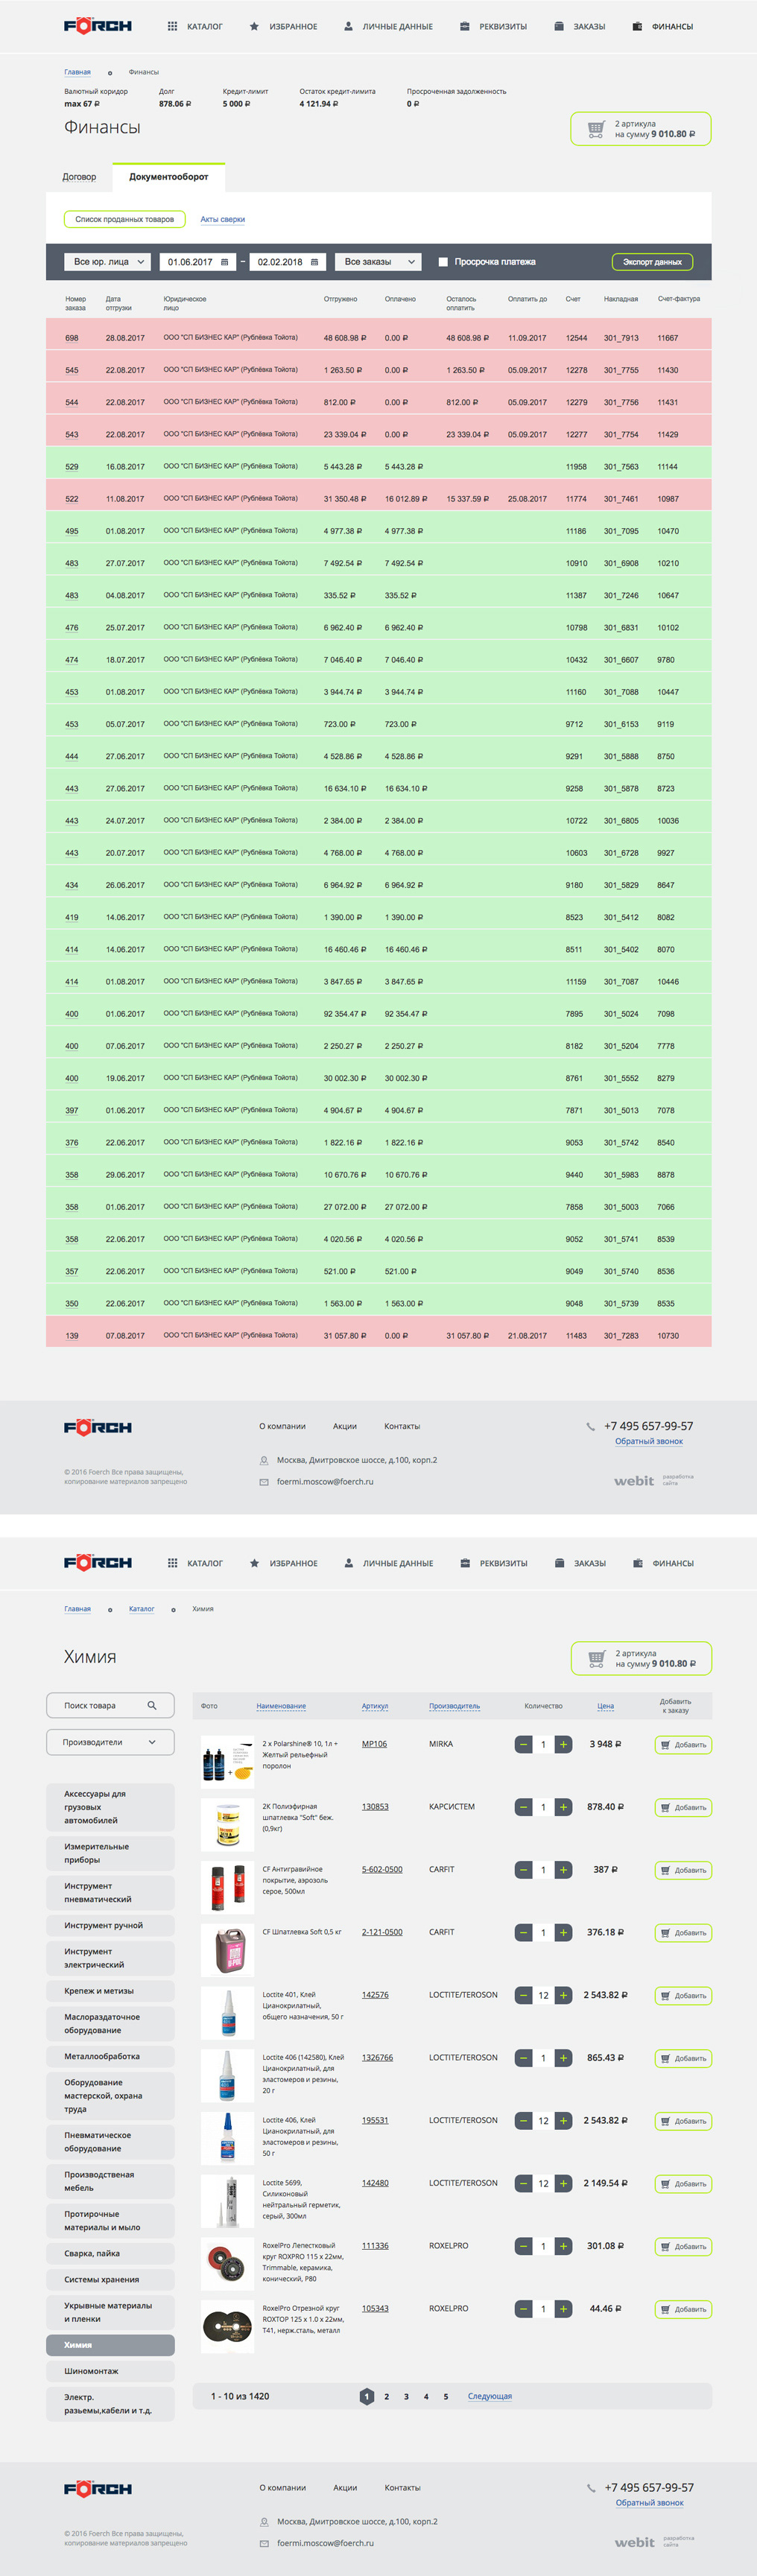 FÖRCH КАТАЛОГ ИЗБРАННОЕ ЛИЧНЫЕ ДАННЫЕ РЕКВИЗИТЫ ЗАКАЗЫ ФИНАНСЫ
Главная Финансы
Валютный коридор Долг Кредит-лимит Остаток кредит-лимита Просроченная задолженность
max 67 ₽ 878.06 ₽ 5 000 ₽ 4 121.94 ₽ 0 ₽
Финансы
2 артикула
на сумму 9 010.80 ₽
Договор Документооборот
Список проданных товаров Акты сверки
Все юр. лица 01.06.2017 – 02.02.2018 Все заказы Просрочка платежа Экспорт данных
Номер заказа Дата отгрузки Юридическое лицо Отгружено Оплачено Осталось оплатить Оплатить до Счет Накладная Счет-фактура
698 28.08.2017 ООО "СП БИЗНЕС КАР" (Рублёвка Тойота) 48 608.98 ₽ 0.00 ₽ 48 608.98 ₽ 11.09.2017 12544 301_7913 11667
545 22.08.2017 ООО "СП БИЗНЕС КАР" (Рублёвка Тойота) 1 263.50 ₽ 0.00 ₽ 1 263.50 ₽ 05.09.2017 12278 301_7755 11430
544 22.08.2017 ООО "СП БИЗНЕС КАР" (Рублёвка Тойота) 812.00 ₽ 0.00 ₽ 812.00 ₽ 05.09.2017 12279 301_7756 11431
543 22.08.2017 ООО "СП БИЗНЕС КАР" (Рублёвка Тойота) 23 339.04 ₽ 0.00 ₽ 23 339.04 ₽ 05.09.2017 12277 301_7754 11429
529 16.08.2017 ООО "СП БИЗНЕС КАР" (Рублёвка Тойота) 5 443.28 ₽ 5 443.28 ₽ 11958 301_7563 11144
522 11.08.2017 ООО "СП БИЗНЕС КАР" (Рублёвка Тойота) 31 350.48 ₽ 16 012.89 ₽ 15 337.59 ₽ 25.08.2017 11774 301_7461 10987
495 01.08.2017 ООО "СП БИЗНЕС КАР" (Рублёвка Тойота) 4 977.38 ₽ 4 977.38 ₽ 11186 301_7095 10470
483 27.07.2017 ООО "СП БИЗНЕС КАР" (Рублёвка Тойота) 7 492.54 ₽ 7 492.54 ₽ 10910 301_6908 10210
483 04.08.2017 ООО "СП БИЗНЕС КАР" (Рублёвка Тойота) 335.52 ₽ 335.52 ₽ 11387 301_7246 10647
476 25.07.2017 ООО "СП БИЗНЕС КАР" (Рублёвка Тойота) 6 962.40 ₽ 6 962.40 ₽ 10798 301_6831 10102
474 18.07.2017 ООО "СП БИЗНЕС КАР" (Рублёвка Тойота) 7 046.40 ₽ 7 046.40 ₽ 10432 301_6607 9780
453 01.08.2017 ООО "СП БИЗНЕС КАР" (Рублёвка Тойота) 3 944.74 ₽ 3 944.74 ₽ 11160 301_7088 10447
453 05.07.2017 ООО "СП БИЗНЕС КАР" (Рублёвка Тойота) 723.00 ₽ 723.00 ₽ 9712 301_6153 9119
444 27.06.2017 ООО "СП БИЗНЕС КАР" (Рублёвка Тойота) 4 528.86 ₽ 4 528.86 ₽ 9291 301_5888 8750
443 27.06.2017 ООО "СП БИЗНЕС КАР" (Рублёвка Тойота) 16 634.10 ₽ 16 634.10 ₽ 9258 301_5878 8723
443 24.07.2017 ООО "СП БИЗНЕС КАР" (Рублёвка Тойота) 2 384.00 ₽ 2 384.00 ₽ 10722 301_6805 10036
443 20.07.2017 ООО "СП БИЗНЕС КАР" (Рублёвка Тойота) 4 768.00 ₽ 4 768.00 ₽ 10603 301_6728 9927
434 26.06.2017 ООО "СП БИЗНЕС КАР" (Рублёвка Тойота) 6 964.92 ₽ 6 964.92 ₽ 9180 301_5829 8647
419 14.06.2017 ООО "СП БИЗНЕС КАР" (Рублёвка Тойота) 1 390.00 ₽ 1 390.00 ₽ 8523 301_5412 8082
414 14.06.2017 ООО "СП БИЗНЕС КАР" (Рублёвка Тойота) 16 460.46 ₽ 16 460.46 ₽ 8511 301_5402 8070
414 01.08.2017 ООО "СП БИЗНЕС КАР" (Рублёвка Тойота) 3 847.65 ₽ 3 847.65 ₽ 11159 301_7087 10446
400 01.06.2017 ООО "СП БИЗНЕС КАР" (Рублёвка Тойота) 92 354.47 ₽ 92 354.47 ₽ 7895 301_5024 7098
400 07.06.2017 ООО "СП БИЗНЕС КАР" (Рублёвка Тойота) 2 250.27 ₽ 2 250.27 ₽ 8182 301_5204 7778
400 19.06.2017 ООО "СП БИЗНЕС КАР" (Рублёвка Тойота) 30 002.30 ₽ 30 002.30 ₽ 8761 301_5552 8279
397 01.06.2017 ООО "СП БИЗНЕС КАР" (Рублёвка Тойота) 4 904.67 ₽ 4 904.67 ₽ 7871 301_5013 7078
376 22.06.2017 ООО "СП БИЗНЕС КАР" (Рублёвка Тойота) 1 822.16 ₽ 1 822.16 ₽ 9053 301_5742 8540
358 29.06.2017 ООО "СП БИЗНЕС КАР" (Рублёвка Тойота) 10 670.76 ₽ 10 670.76 ₽ 9440 301_5983 8878
358 01.06.2017 ООО "СП БИЗНЕС КАР" (Рублёвка Тойота) 27 072.00 ₽ 27 072.00 ₽ 7858 301_5003 7066
358 22.06.2017 ООО "СП БИЗНЕС КАР" (Рублёвка Тойота) 4 020.56 ₽ 4 020.56 ₽ 9052 301_5741 8539
357 22.06.2017 ООО "СП БИЗНЕС КАР" (Рублёвка Тойота) 521.00 ₽ 521.00 ₽ 9049 301_5740 8536
350 22.06.2017 ООО "СП БИЗНЕС КАР" (Рублёвка Тойота) 1 563.00 ₽ 1 563.00 ₽ 9048 301_5739 8535
139 07.08.2017 ООО "СП БИЗНЕС КАР" (Рублёвка Тойота) 31 057.80 ₽ 0.00 ₽ 31 057.80 ₽ 21.08.2017 11483 301_7283 10730
FÖRCH О компании Акции Контакты +7 495 657-99-57
Обратный звонок
Москва, Дмитровское шоссе, д.100, корп.2
© 2016 Foerch Все права защищены,
копирование материалов запрещено
foermi.moscow@foerch.ru
webit разработка сайта
FÖRCH КАТАЛОГ ИЗБРАННОЕ ЛИЧНЫЕ ДАННЫЕ РЕКВИЗИТЫ ЗАКАЗЫ ФИНАНСЫ
Главная Каталог Химия
Химия
2 артикула
на сумму 9 010.80 ₽
Поиск товара
Производители
Аксессуары для
грузовых
автомобилей
Измерительные
приборы
Инструмент
пневматический
Инструмент ручной
Инструмент
электрический
Крепеж и метизы
Маслораздаточное
оборудование
Металлообработка
Оборудование
мастерской, охрана
труда
Пневматическое
оборудование
Производственая
мебель
Протирочные
материалы и мыло
Сварка, пайка
Системы хранения
Укрывные материалы
и пленки
Химия
Шиномонтаж
Электр.
разьемы,кабели и т.д.
Фото Наименование Артикул Производитель Количество Цена Добавить к заказу
2 x Polarshine® 10, 1л +
Желтый рельефный
поролон
MP106 MIRKA 1 3 948 ₽ Добавить
2К Полиэфирная
шпатлевка "Soft" беж.
(0,9кг)
130853 КАРСИСТЕМ 1 878.40 ₽ Добавить
CF Антигравийное
покрытие, аэрозоль
серое, 500мл
5-602-0500 CARFIT 1 387 ₽ Добавить
CF Шпатлевка Soft 0,5 кг
2-121-0500 CARFIT 1 376.18 ₽ Добавить
Loctite 401, Клей
Цианокрилатный,
общего назначения, 50 г
142576 LOCTITE/TEROSON 12 2 543.82 ₽ Добавить
Loctite 406 (142580), Клей
Цианокрилатный, для
эластомеров и резины,
20 г
1326766 LOCTITE/TEROSON 1 865.43 ₽ Добавить
Loctite 406, Клей
Цианокрилатный, для
эластомеров и резины,
50 г
195531 LOCTITE/TEROSON 12 2 543.82 ₽ Добавить
Loctite 5699,
Силиконовый
нейтральный герметик,
серый, 300мл
142480 LOCTITE/TEROSON 12 2 149.54 ₽ Добавить
RoxelPro Лепестковый
круг ROXPRO 115 х 22мм,
Trimmable, керамика,
конический, P80
111336 ROXELPRO 1 301.08 ₽ Добавить
RoxelPro Отрезной круг
ROXTOP 125 х 1.0 х 22мм,
T41, нерж.сталь, металл
105343 ROXELPRO 1 44.46 ₽ Добавить
1 - 10 из 1420 1 2 3 4 5 Следующая
FÖRCH О компании Акции Контакты +7 495 657-99-57
Обратный звонок
Москва, Дмитровское шоссе, д.100, корп.2
© 2016 Foerch Все права защищены,
копирование материалов запрещено
foermi.moscow@foerch.ru
webit разработка сайта